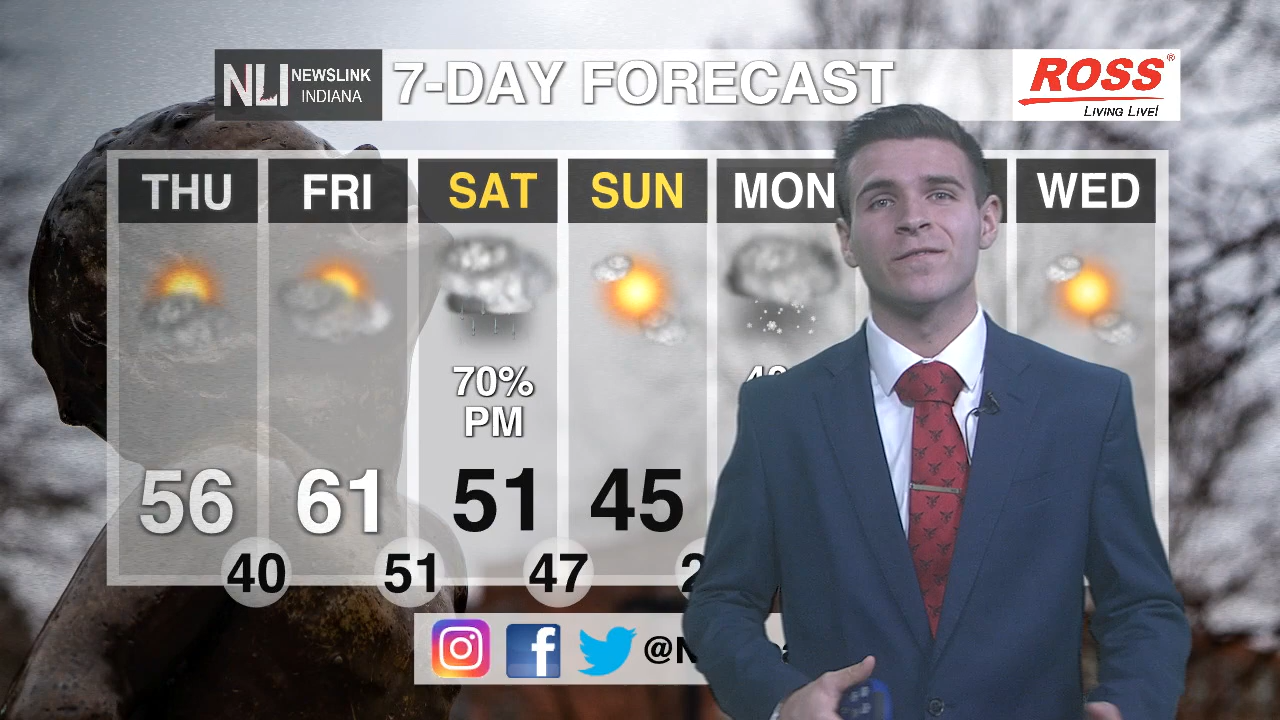 NLI NEWSLINK INDIANA 7-DAY FORECAST ROSS®
LIVING LIVE!
THU FRI SAT SUN MON WED
70%
PM
56 61 51 45
40 51 47